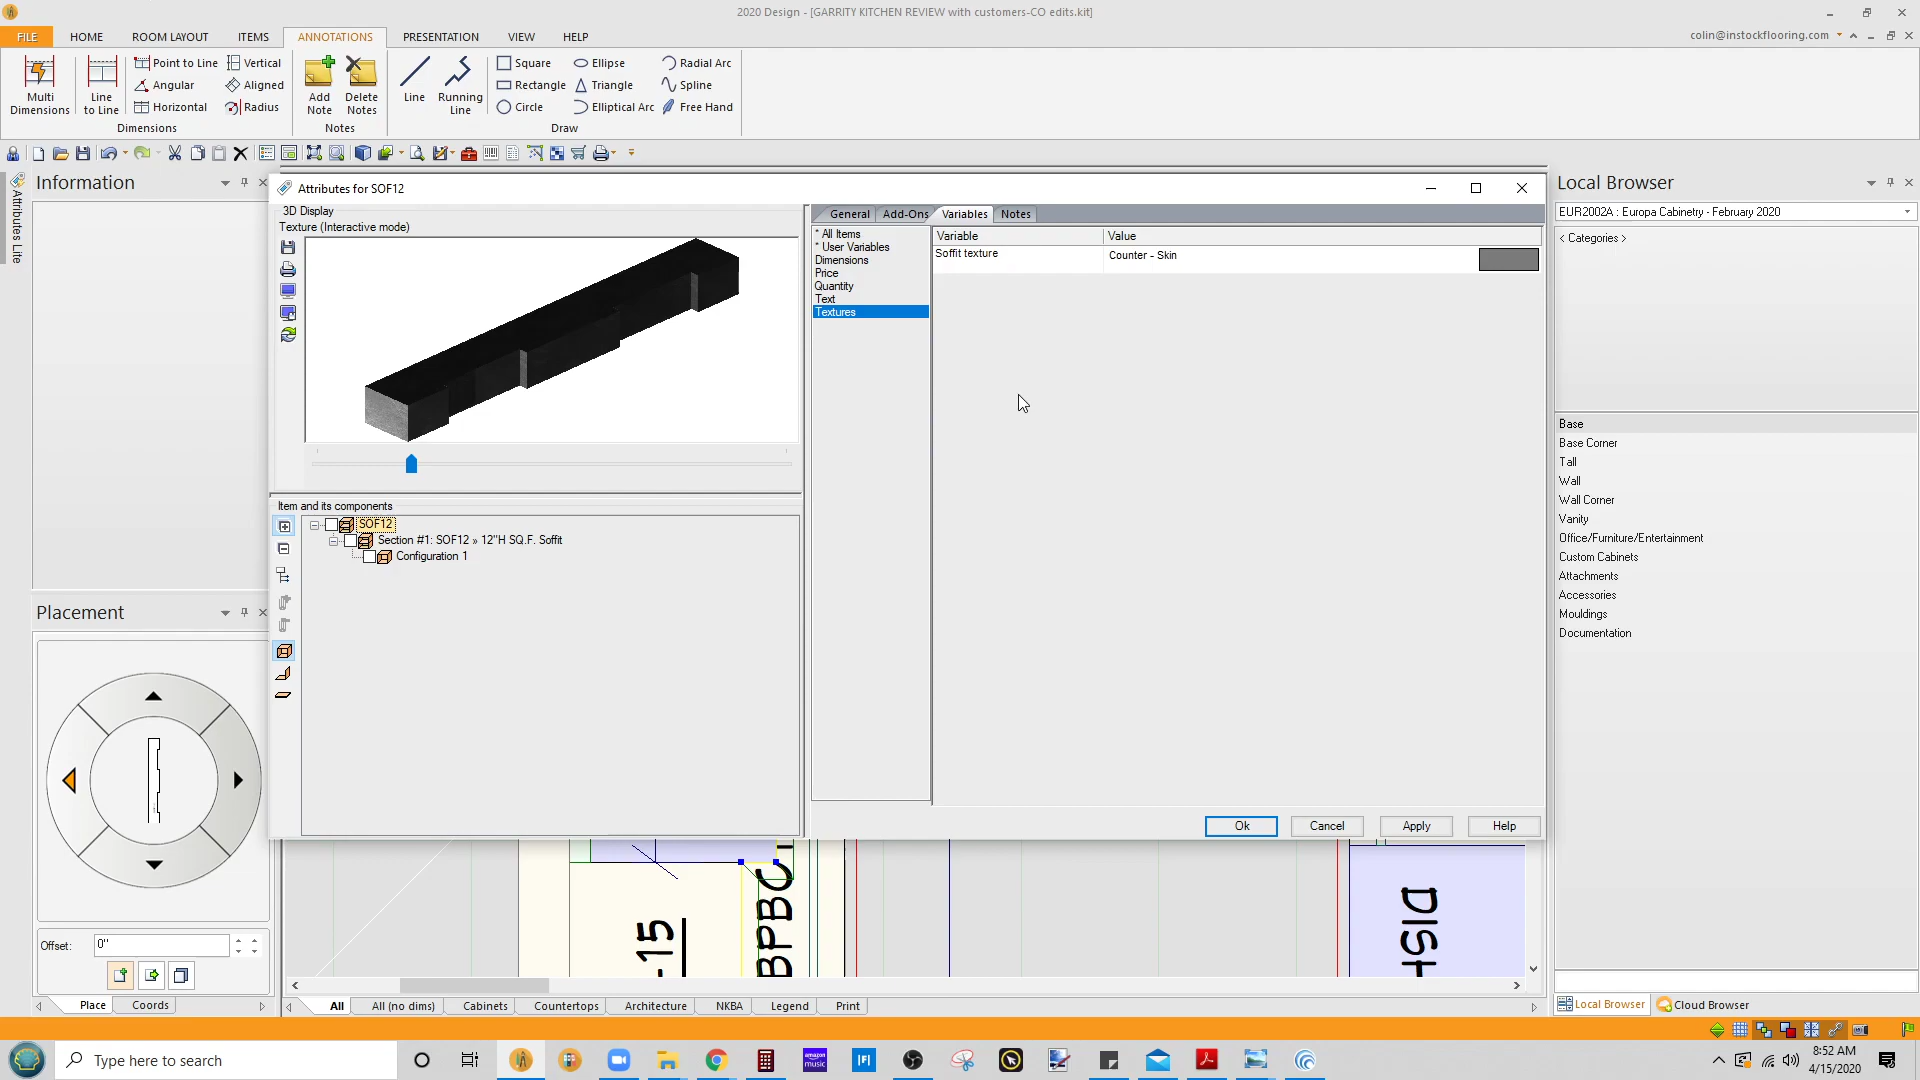 2020 Design - [GARRITY KITCHEN REVIEW with customers-CO edits.kit]
FILE HOME ROOM LAYOUT ITEMS ANNOTATIONS PRESENTATION VIEW HELP
colin@instockflooring.com
Multi Dimensions
Line to Line
Point to Line
Angular
Horizontal
Vertical
Aligned
Radius
Dimensions
Add Note
Delete Notes
Notes
Line
Running Line
Square
Rectangle
Circle
Ellipse
Triangle
Elliptical Arc
Radial Arc
Spline
Free Hand
Draw
Attributes Lite
Information
Placement
Offset: 0"
Place Coords
Attributes for SOF12
3D Display
Texture (Interactive mode)
Item and its components
SOF12
Section #1: SOF12 » 12"H SQ.F. Soffit
Configuration 1
General Add-Ons Variables Notes
* All Items
* User Variables
Dimensions
Price
Quantity
Text
Textures
Variable Value
Soffit texture Counter - Skin
Ok Cancel Apply Help
-15
BPBC
DISH
All All (no dims) Cabinets Countertops Architecture NKBA Legend Print
Local Browser
EUR2002A : Europa Cabinetry - February 2020
< Categories >
Base
Base Corner
Tall
Wall
Wall Corner
Vanity
Office/Furniture/Entertainment
Custom Cabinets
Attachments
Accessories
Mouldings
Documentation
Local Browser Cloud Browser
Type here to search
amazon music
8:52 AM
4/15/2020